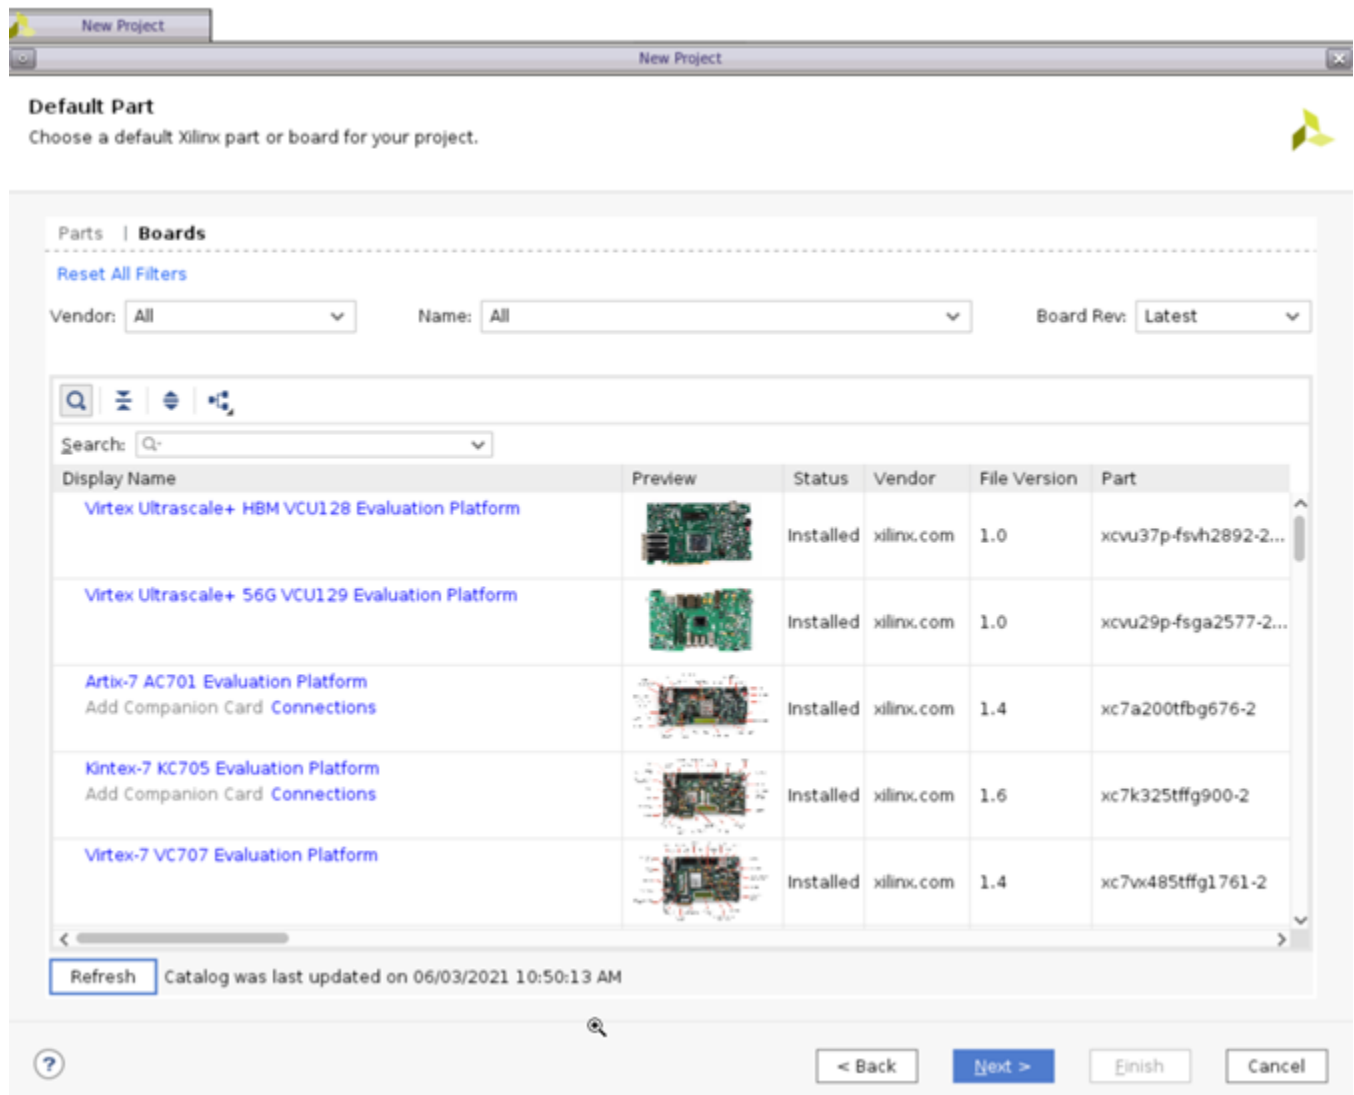 New Project
New Project
Default Part
Choose a default Xilinx part or board for your project.
Parts | Boards
Reset All Filters
Vendor: All Name: All Board Rev: Latest
Search:
Display Name Preview Status Vendor File Version Part
Virtex Ultrascale+ HBM VCU128 Evaluation Platform
Installed xilinx.com 1.0 xcvu37p-fsvh2892-2...
Virtex Ultrascale+ 56G VCU129 Evaluation Platform
Installed xilinx.com 1.0 xcvu29p-fsga2577-2...
Artix-7 AC701 Evaluation Platform
Add Companion Card Connections
Installed xilinx.com 1.4 xc7a200tfbg676-2
Kintex-7 KC705 Evaluation Platform
Add Companion Card Connections
Installed xilinx.com 1.6 xc7k325tffg900-2
Virtex-7 VC707 Evaluation Platform
Installed xilinx.com 1.4 xc7vx485tffg1761-2
Refresh Catalog was last updated on 06/03/2021 10:50:13 AM
? < Back Next > Finish Cancel